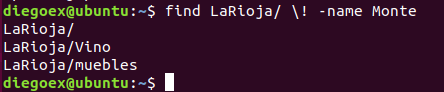 diegoex@ubuntu:~$ find LaRioja/ \! -name Monte
LaRioja/
LaRioja/Vino
LaRioja/muebles
diegoex@ubuntu:~$